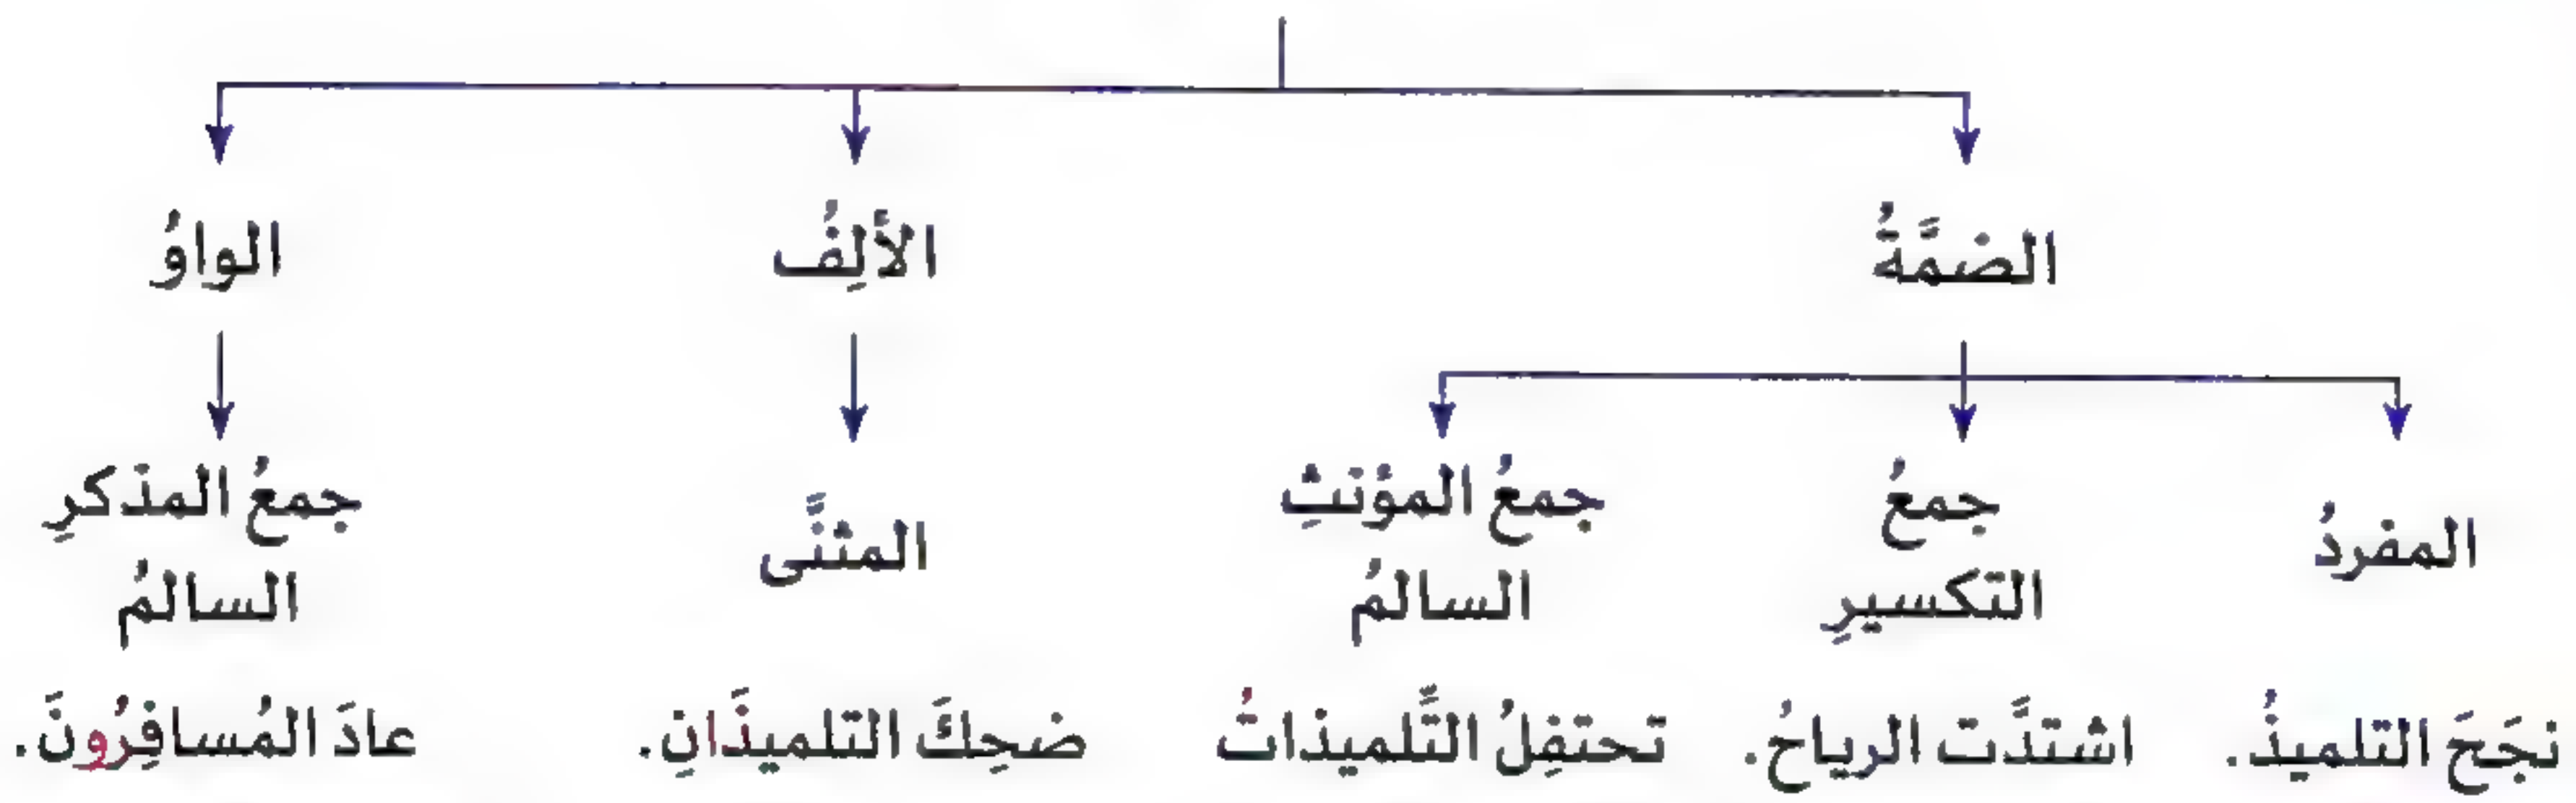 الضمَّةُ
الألِفُ
الواوُ
المفردُ
جمعُ
التكسيرِ
جمعُ المؤنثِ
السالمُ
المثنَّى
جمعُ المذكرِ
السالمُ
نجَحَ التلميذُ.
اشتدَّت الرياحُ.
تحتفِلُ التِّلميذاتُ
ضحِكَ التلميذَانِ.
عادَ المُسافِرُونَ.